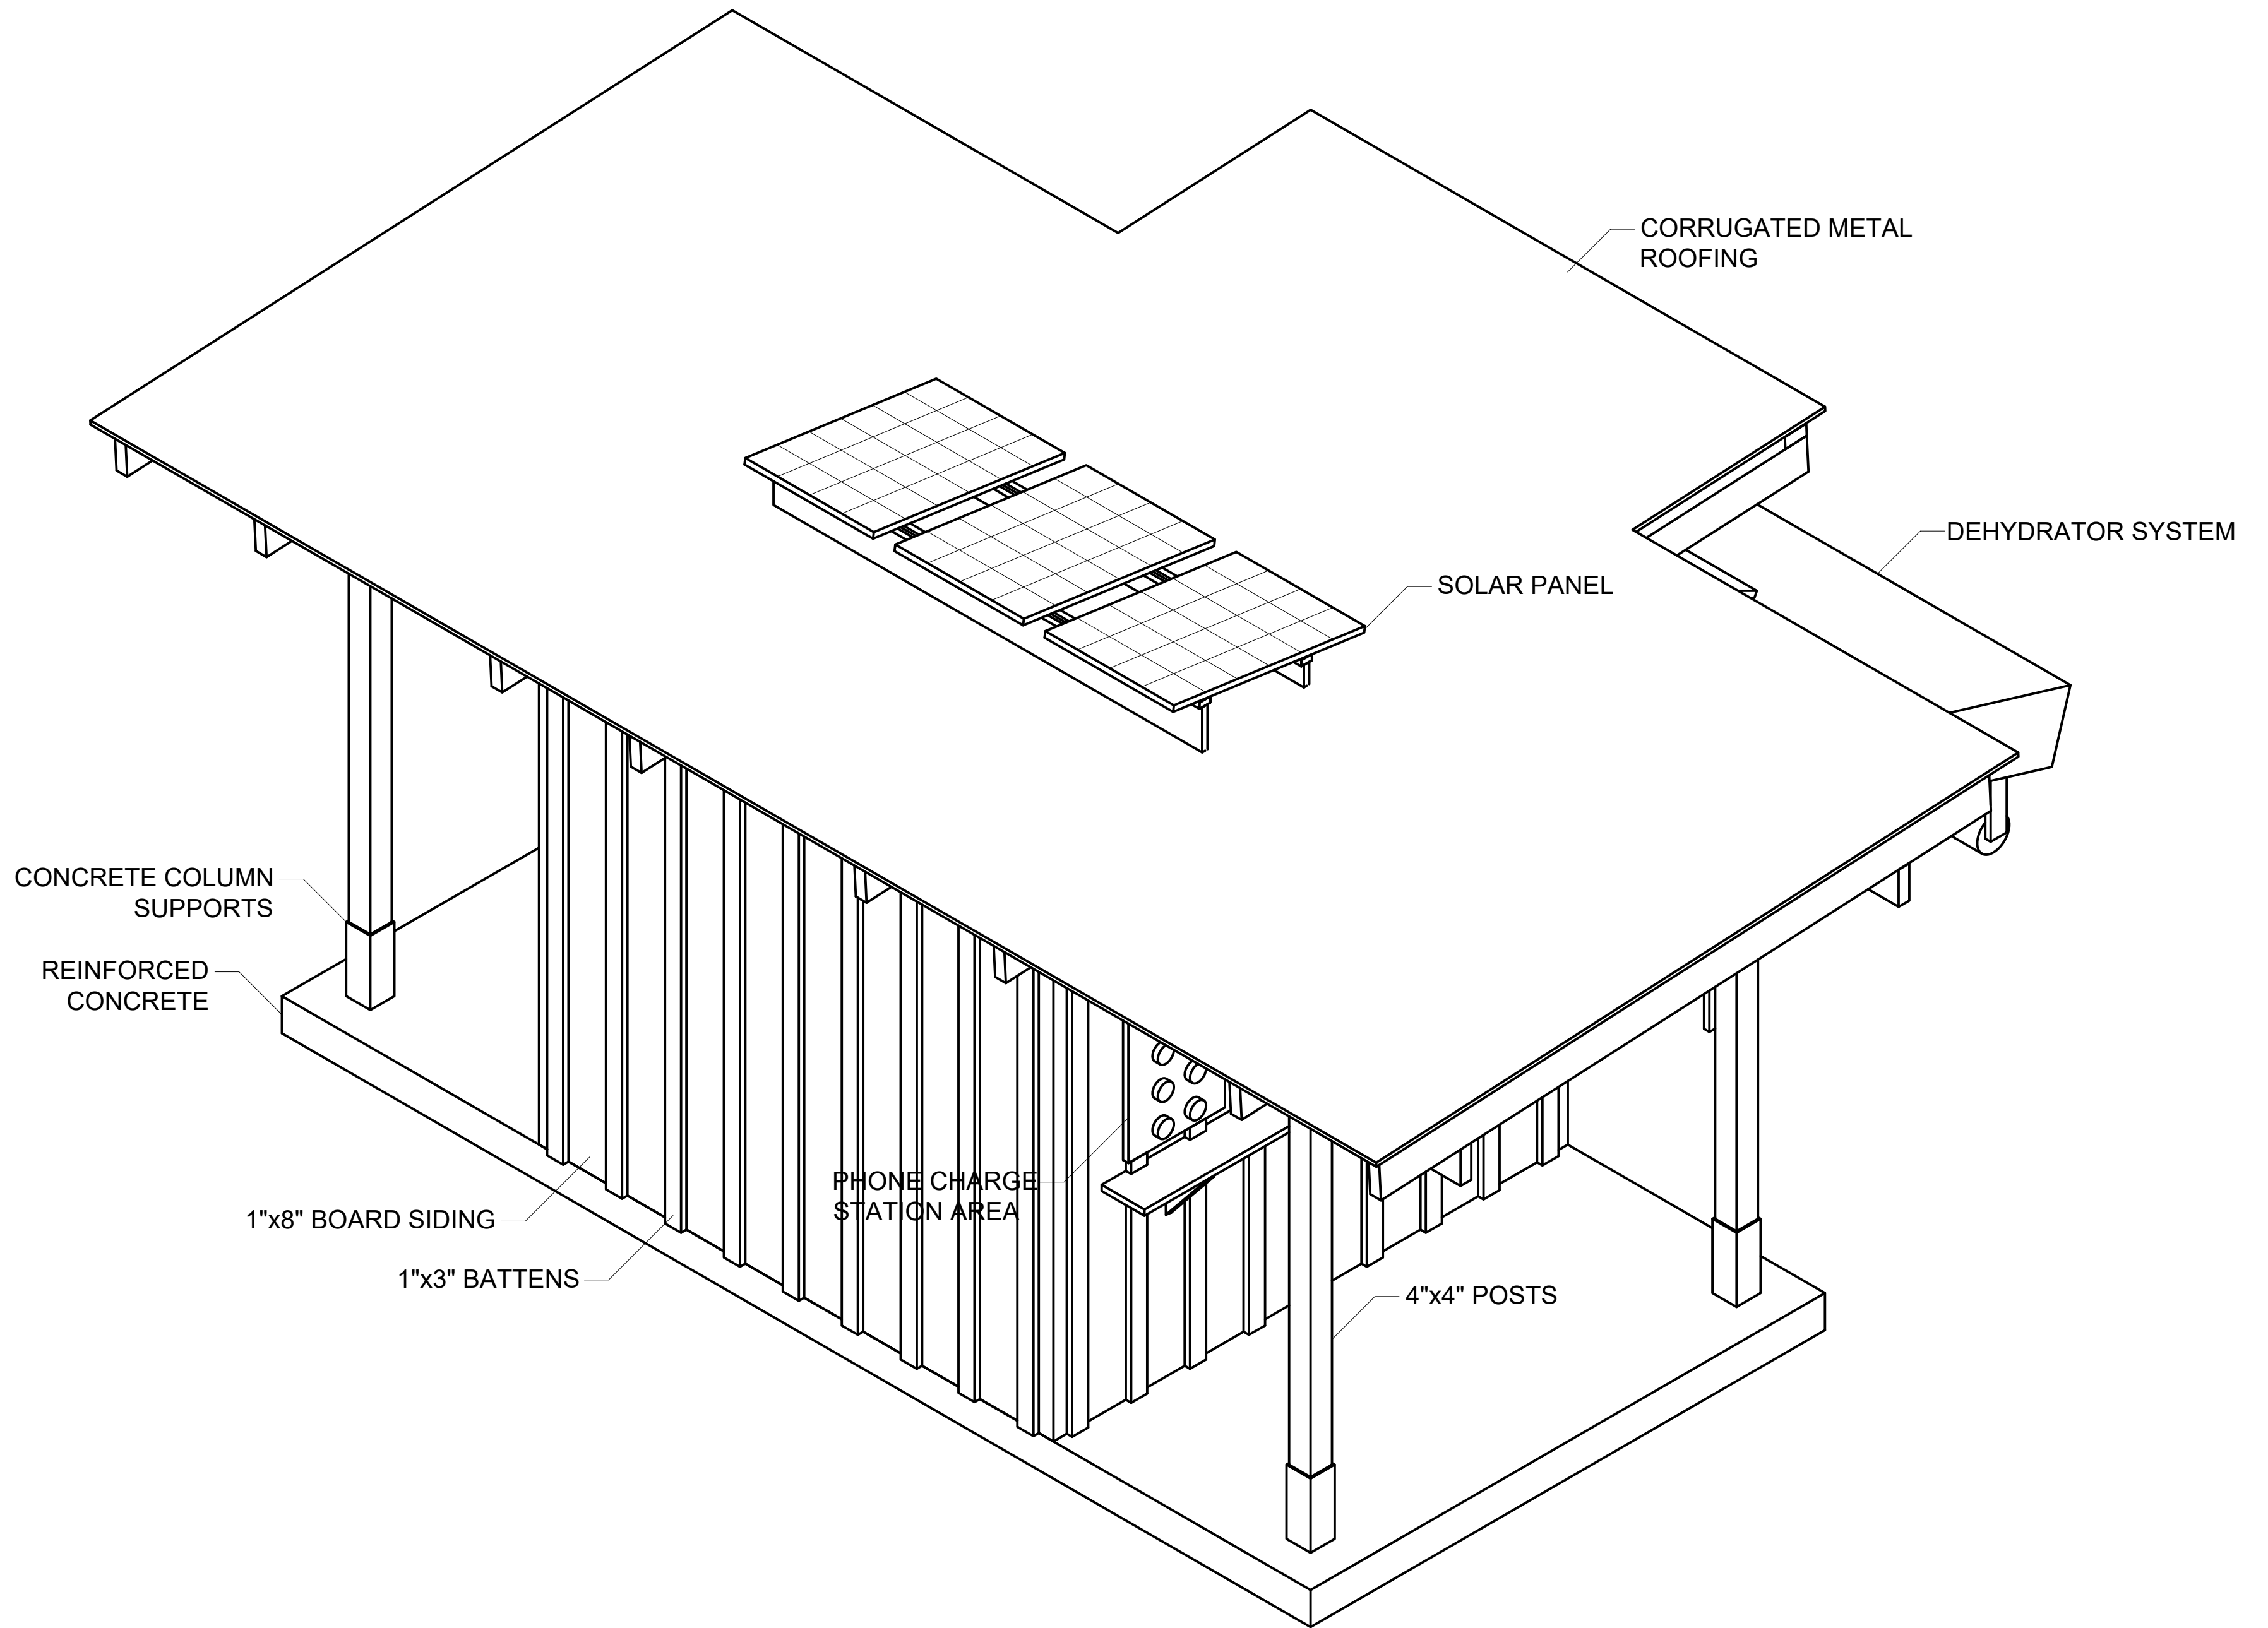 CORRUGATED METAL
ROOFING
DEHYDRATOR SYSTEM
SOLAR PANEL
CONCRETE COLUMN
SUPPORTS
REINFORCED
CONCRETE
PHONE CHARGE
STATION AREA
1"x8" BOARD SIDING
1"x3" BATTENS
4"x4" POSTS